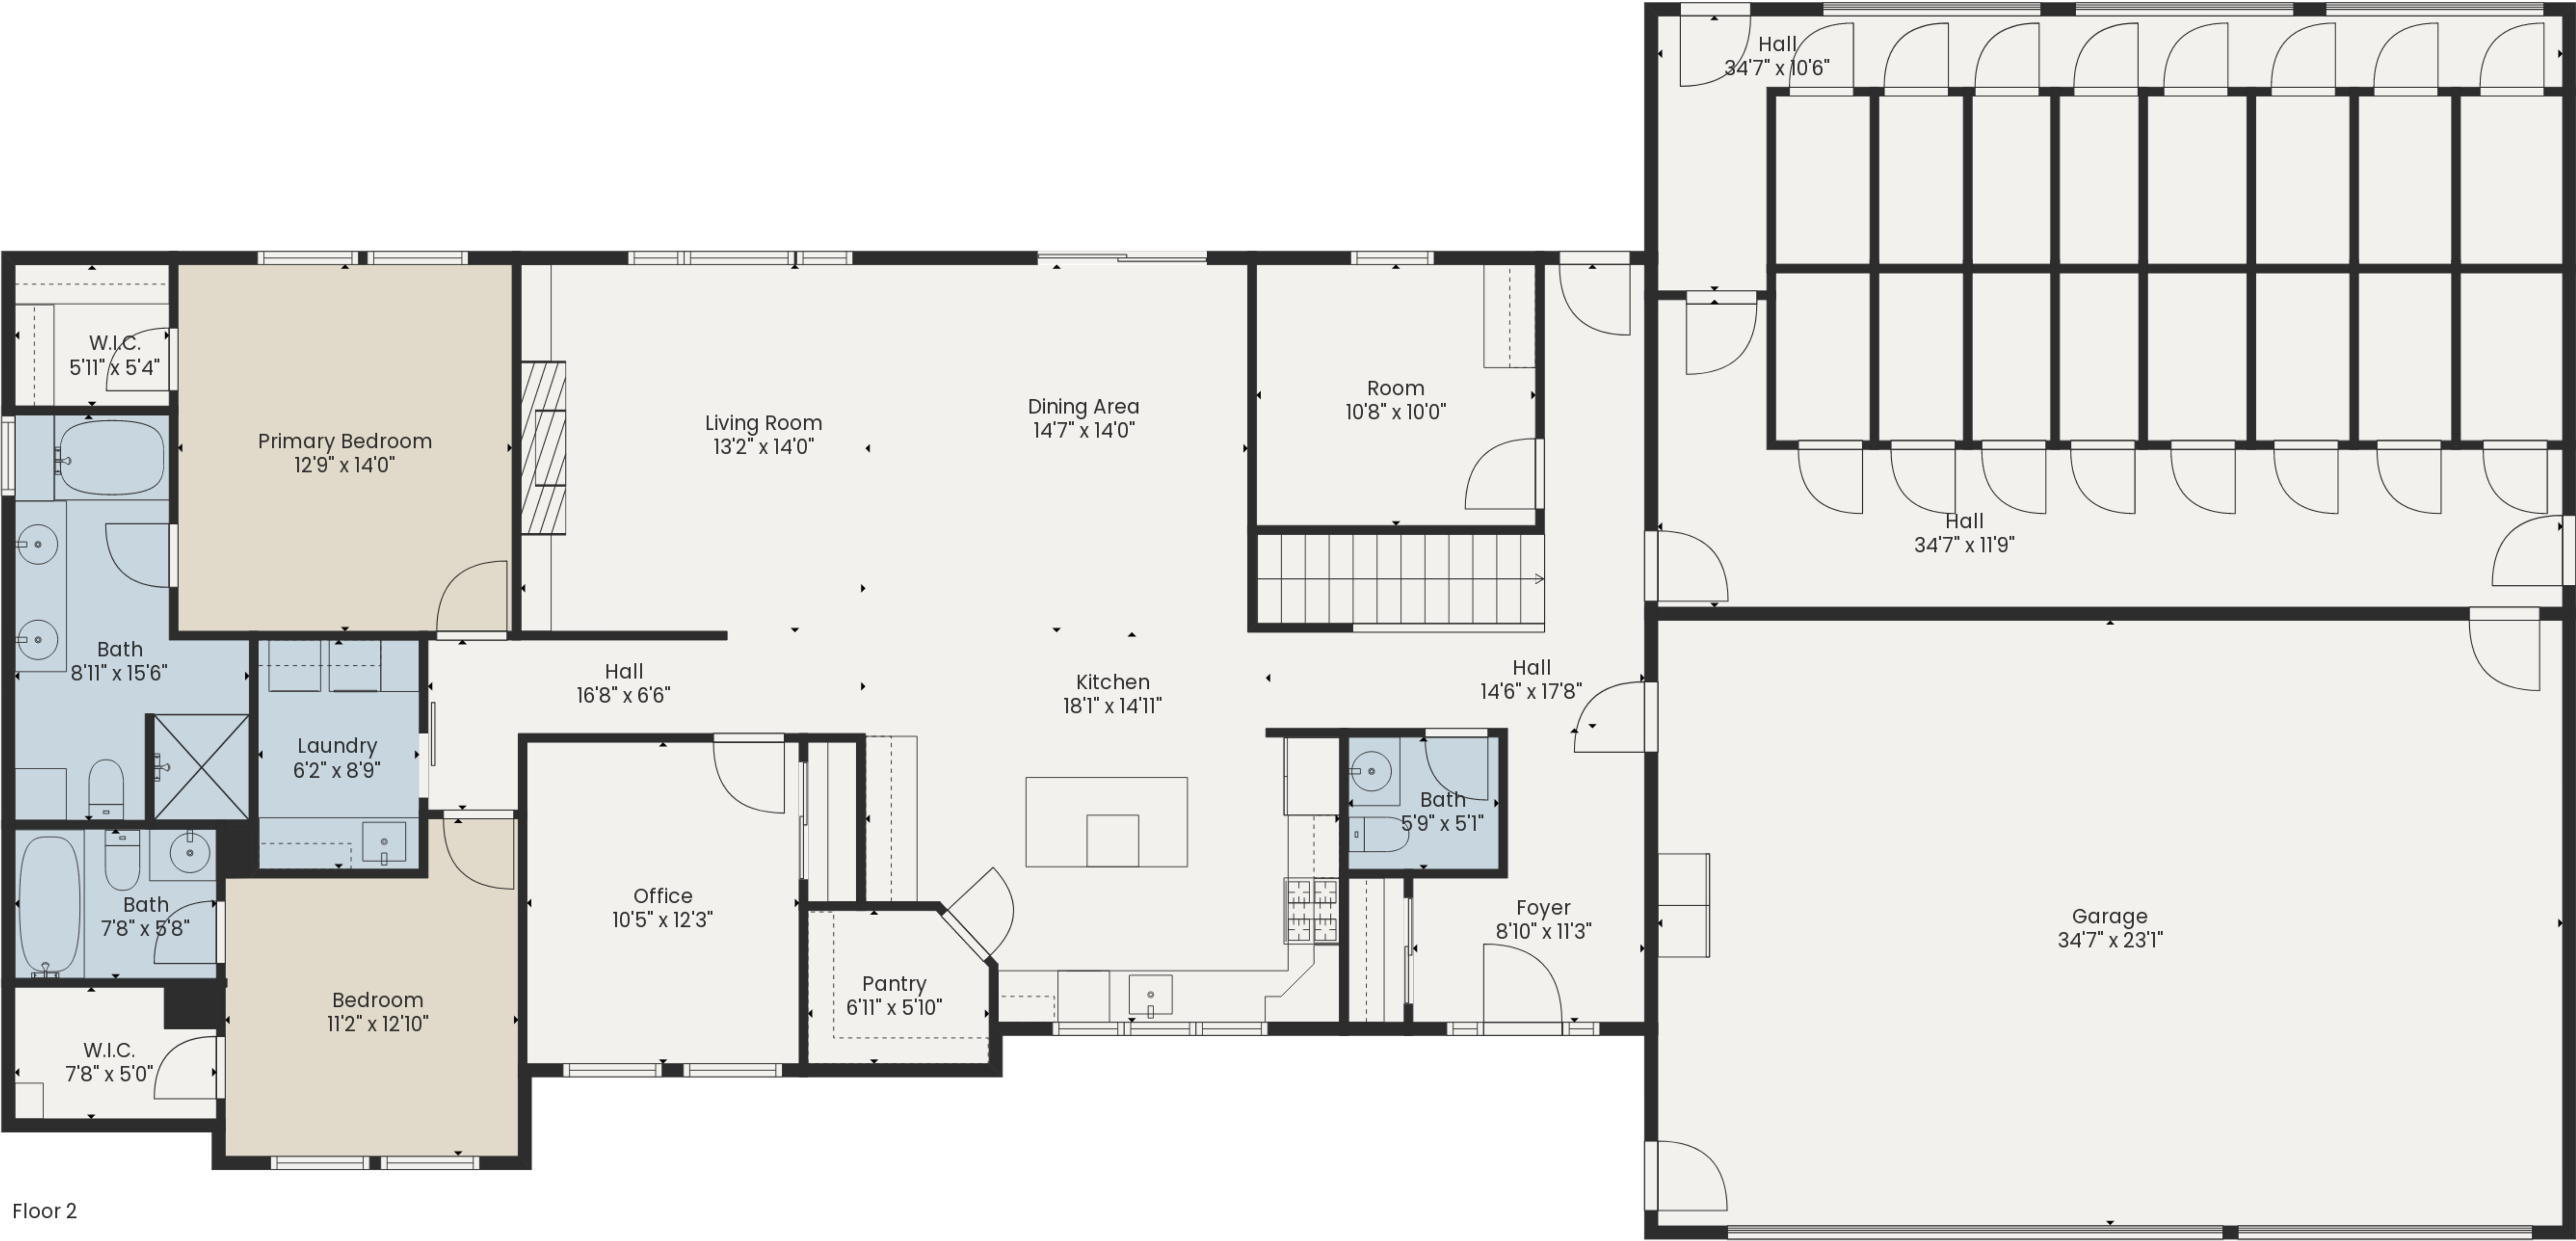 Hall
34'7" x 10'6"
W.I.C.
5'11" x 5'4"
Primary Bedroom
12'9" x 14'0"
Living Room
13'2" x 14'0"
Dining Area
14'7" x 14'0"
Room
10'8" x 10'0"
Hall
34'7" x 11'9"
Bath
8'11" x 15'6"
Hall
16'8" x 6'6"
Kitchen
18'1" x 14'11"
Hall
14'6" x 17'8"
Laundry
6'2" x 8'9"
Bath
5'9" x 5'1"
Bath
7'8" x 5'8"
Office
10'5" x 12'3"
Foyer
8'10" x 11'3"
Garage
34'7" x 23'1"
Pantry
6'11" x 5'10"
Bedroom
11'2" x 12'10"
W.I.C.
7'8" x 5'0"
Floor 2